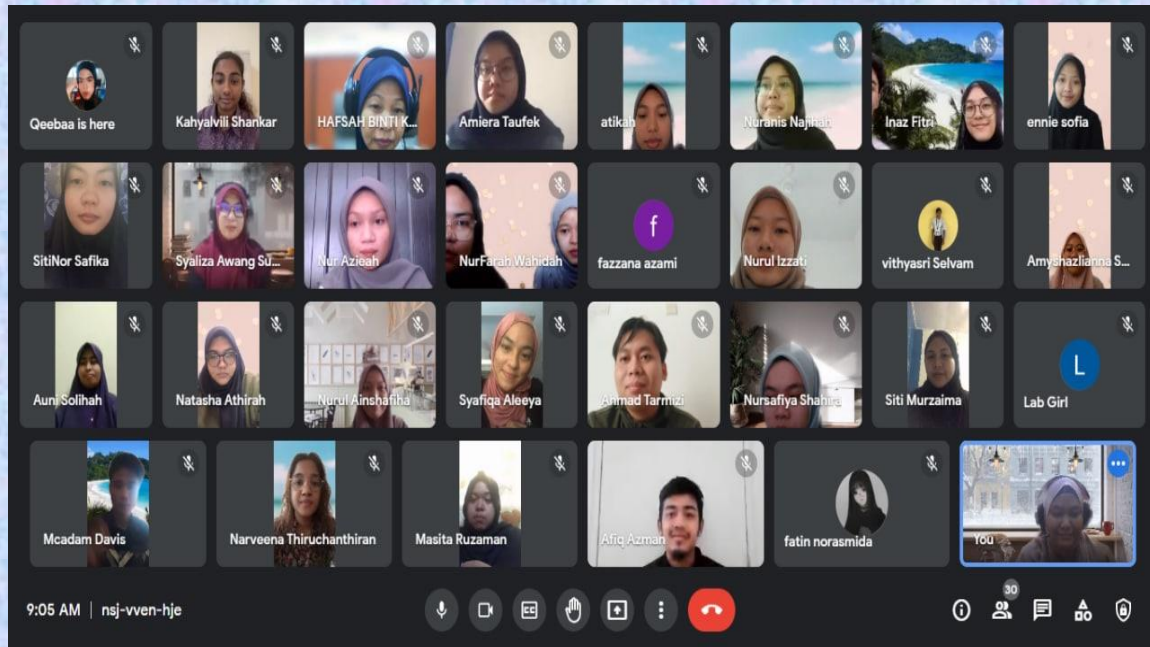 Qeebaa is here
Kahyalvili Shankar
HAFSAH BINTI K...
Amiera Taufek
atikah
Nuranis Najihah
Inaz Fitri
ennie sofia
SitiNor Safika
Syaliza Awang Su...
Nur Azieah
NurFarah Wahidah
f
fazzana azami
Nurul Izzati
vithyasri Selvam
Amyshazlianna S...
Auni Solihah
Natasha Athirah
Nurul Ainshafiha
Syafiqa Aleeya
Ahmad Tarmizi
Nursafiya Shahira
Siti Murzaima
L
Lab Girl
Mcadam Davis
Narveena Thiruchanthiran
Masita Ruzaman
Afiq Azman
fatin norasmida
You
9:05 AM | nsj-vven-hje
CC
30